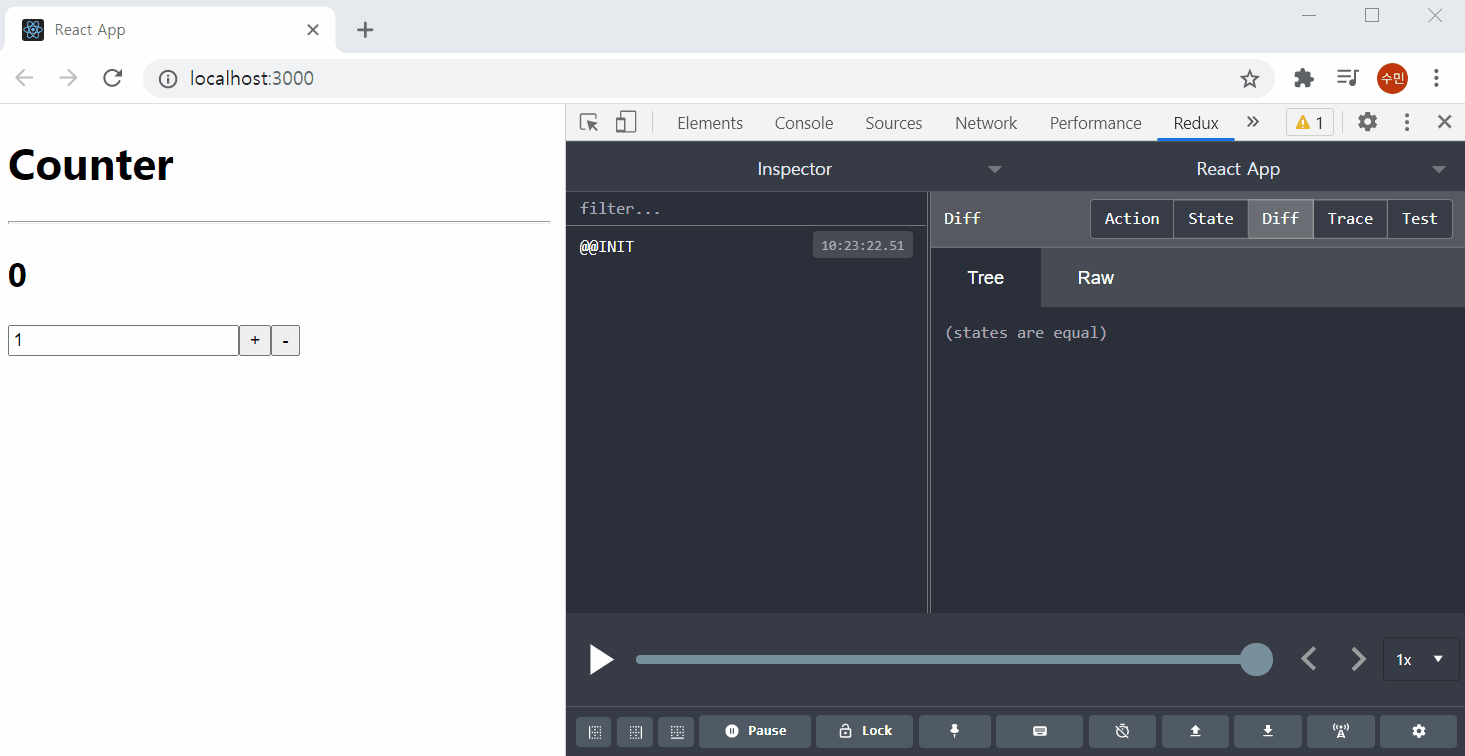 React App
localhost:3000
수민
Elements Console Sources Network Performance Redux 1
Counter
Inspector React App
filter...
Diff Action State Diff Trace Test
@@INIT 10:23:22.51
0
Tree Raw
1 + -
(states are equal)
1x
Pause Lock